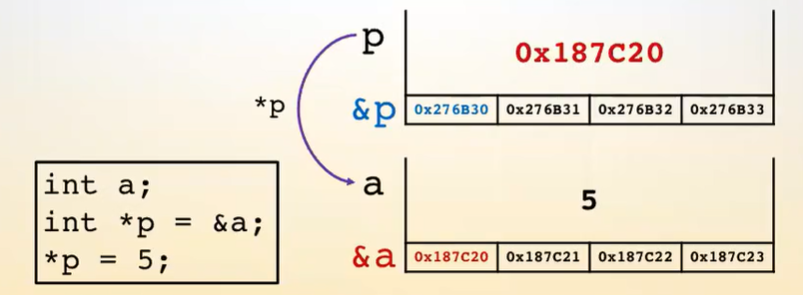 p 0x187C20
*p
&p 0x276B30 0x276B31 0x276B32 0x276B33
int a;
int *p = &a;
*p = 5;
a 5
&a 0x187C20 0x187C21 0x187C22 0x187C23